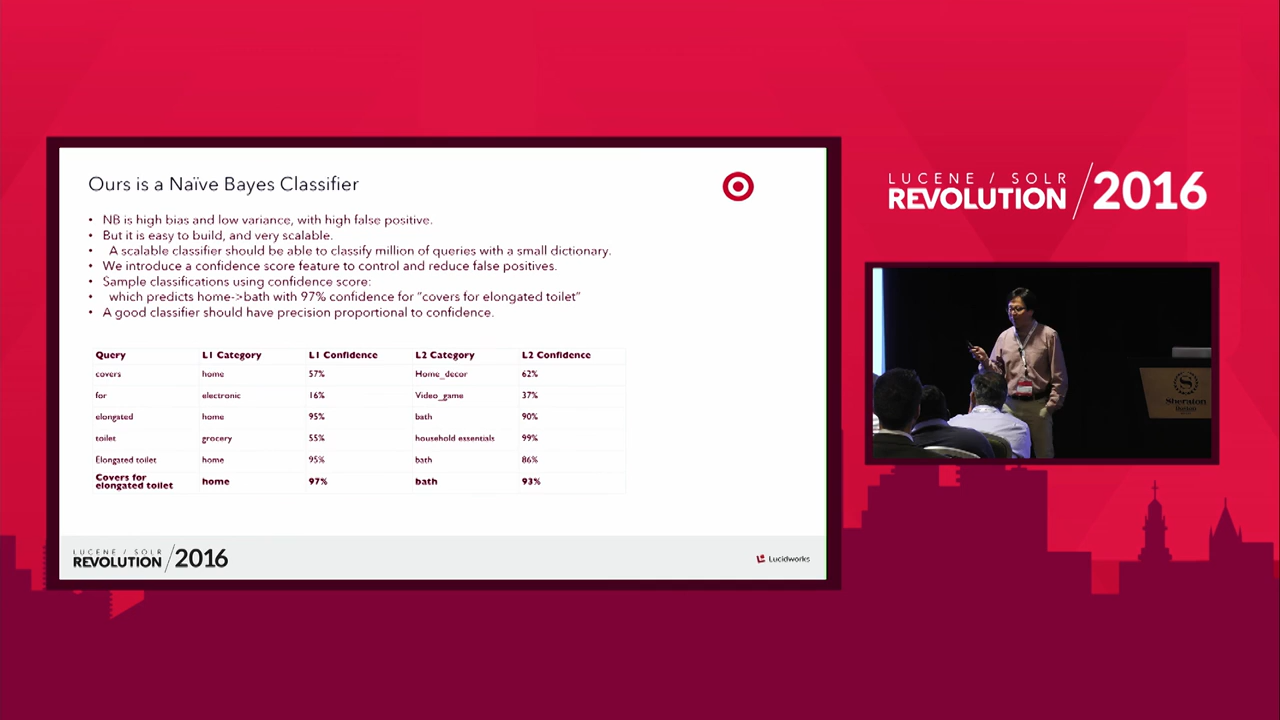 Ours is a Naïve Bayes Classifier
• NB is high bias and low variance, with high false positive.
• But it is easy to build, and very scalable.
• A scalable classifier should be able to classify million of queries with a small dictionary.
• We introduce a confidence score feature to control and reduce false positives.
• Sample classifications using confidence score:
• which predicts home->bath with 97% confidence for “covers for elongated toilet”
• A good classifier should have precision proportional to confidence.
Query L1 Category L1 Confidence L2 Category L2 Confidence
covers home 57% Home_decor 62%
for electronic 16% Video_game 37%
elongated home 95% bath 90%
toilet grocery 55% household essentials 99%
Elongated toilet home 95% bath 86%
Covers for
elongated toilet home 97% bath 93%
LUCENE / SOLR
REVOLUTION /2016
Lucidworks
LUCENE / SOLR
REVOLUTION /2016
Sheraton
Boston